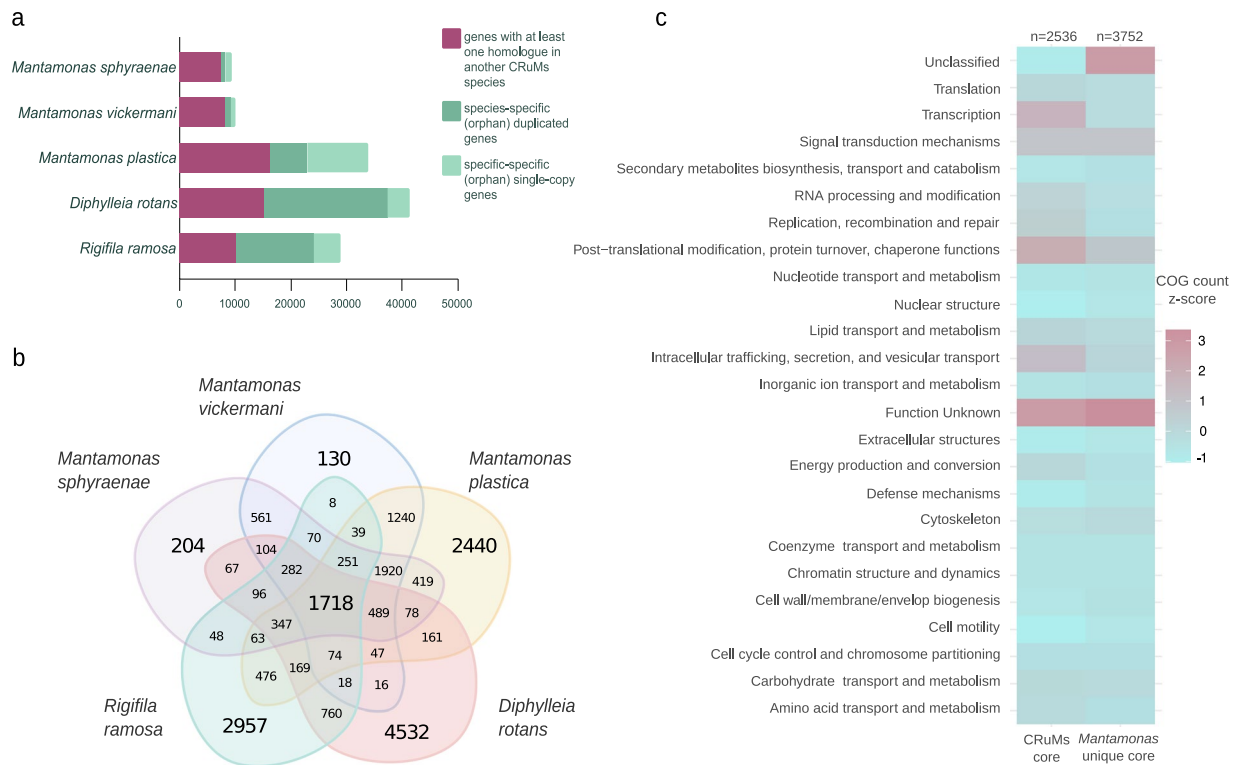 a
Mantamonas sphyraenae
Mantamonas vickermani
Mantamonas plastica
Diphylleia rotans
Rigifila ramosa
0 10000 20000 30000 40000 50000
genes with at least
one homologue in
another CRuMs
species
species-specific
(orphan) duplicated
genes
specific-specific
(orphan) single-copy
genes
b
Mantamonas
vickermani
Mantamonas
sphyraenae
Mantamonas
plastica
Rigifila
ramosa
Diphylleia
rotans
130
8
561
1240
70
39
204
2440
104
251
1920
67
282
419
96
1718
489
78
347
48
63
161
74
47
169
476
18
16
760
2957
4532
c
n=2536 n=3752
Unclassified
Translation
Transcription
Signal transduction mechanisms
Secondary metabolites biosynthesis, transport and catabolism
RNA processing and modification
Replication, recombination and repair
Post−translational modification, protein turnover, chaperone functions
Nucleotide transport and metabolism
Nuclear structure
Lipid transport and metabolism
Intracellular trafficking, secretion, and vesicular transport
Inorganic ion transport and metabolism
Function Unknown
Extracellular structures
Energy production and conversion
Defense mechanisms
Cytoskeleton
Coenzyme transport and metabolism
Chromatin structure and dynamics
Cell wall/membrane/envelop biogenesis
Cell motility
Cell cycle control and chromosome partitioning
Carbohydrate transport and metabolism
Amino acid transport and metabolism
CRuMs
core
Mantamonas
unique core
COG count
z-score
3
2
1
0
-1